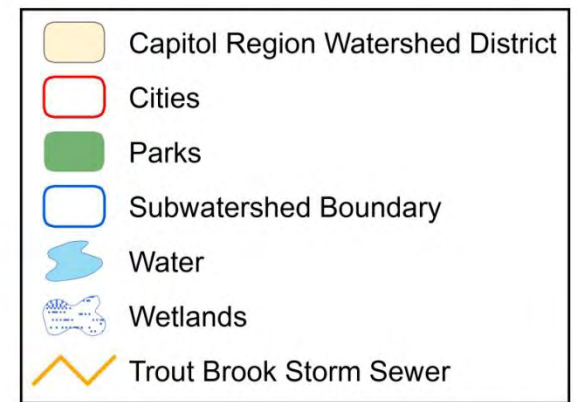 Capitol Region Watershed District
Cities
Parks
Subwatershed Boundary
Water
Wetlands
Trout Brook Storm Sewer